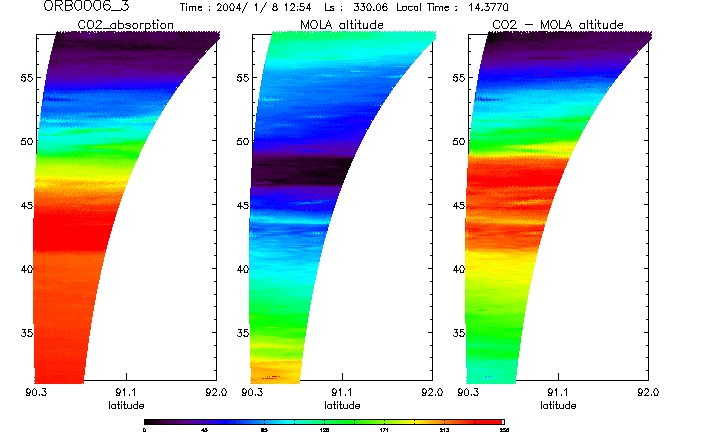 ORB0006_3
Time : 2004/ 1/ 8 12:54 Ls : 330.06 Local Time : 14.3770
CO2_absorption MOLA altitude CO2 - MOLA altitude
55 55 55
50 50 50
45 45 45
40 40 40
35 35 35
90.3 91.1 92.0 90.3 91.1 92.0 90.3 91.1 92.0
latitude latitude latitude
0 128 171 213